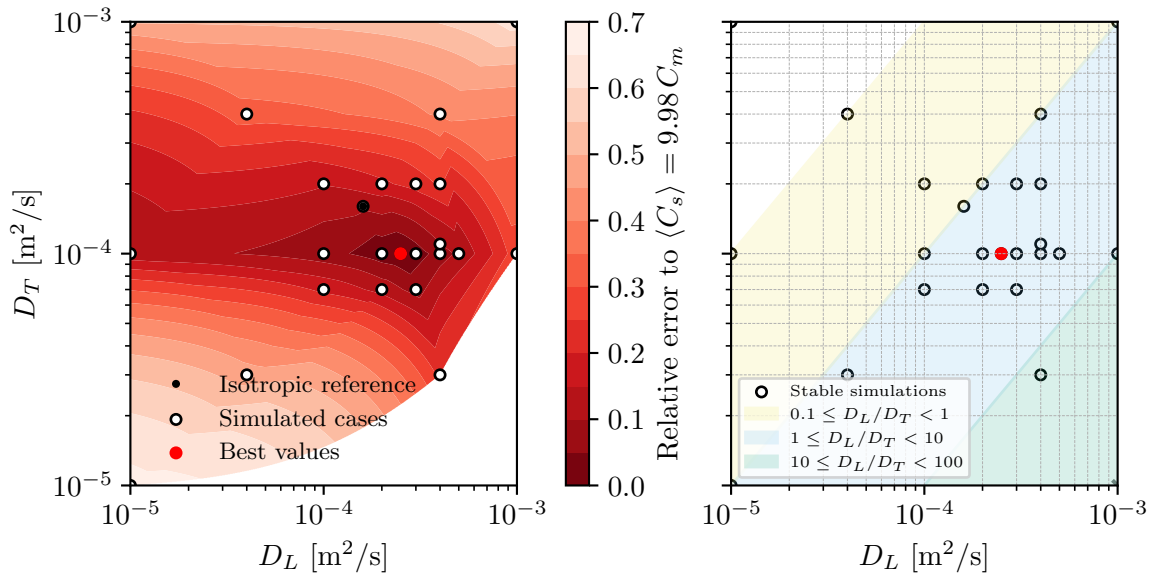 10⁻³
10⁻⁴
10⁻⁵
D_T [m²/s]
Isotropic reference
Simulated cases
Best values
10⁻⁵
10⁻⁴
10⁻³
D_L [m²/s]
0.7
0.6
0.5
0.4
0.3
0.2
0.1
0.0
Relative error to ⟨C_s⟩ = 9.98 C_m
Stable simulations
0.1 ≤ D_L/D_T < 1
1 ≤ D_L/D_T < 10
10 ≤ D_L/D_T < 100
10⁻⁵
10⁻⁴
10⁻³
D_L [m²/s]